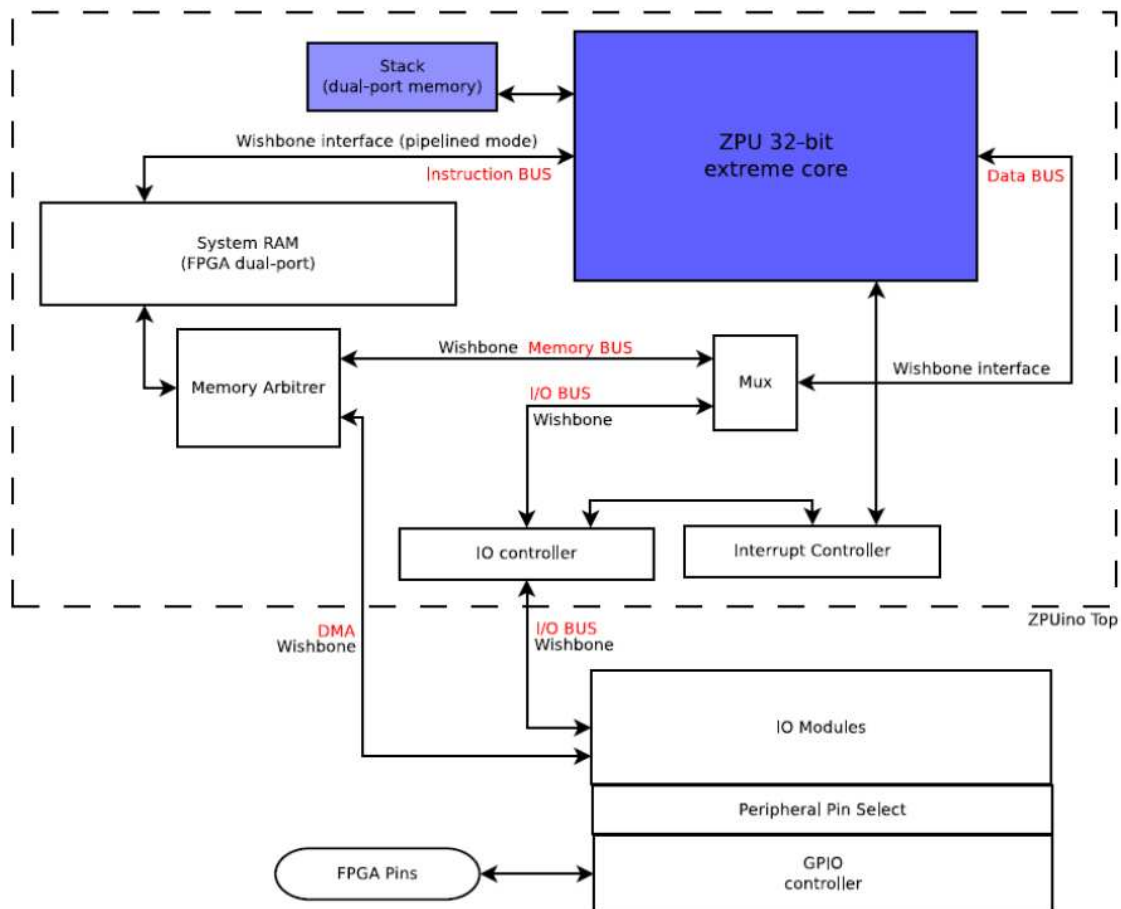 Stack
(dual-port memory)
ZPU 32-bit
extreme core
Wishbone interface (pipelined mode)
Instruction BUS
Data BUS
System RAM
(FPGA dual-port)
Wishbone Memory BUS
Memory Arbitrer
Mux
Wishbone interface
I/O BUS
Wishbone
IO controller
Interrupt Controller
ZPUino Top
DMA
Wishbone
I/O BUS
Wishbone
IO Modules
Peripheral Pin Select
FPGA Pins
GPIO
controller